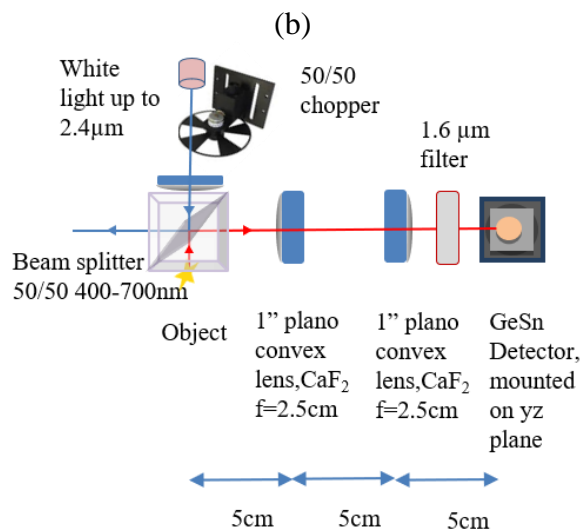 (b)
White
light up to
2.4µm
50/50
chopper
1.6 µm
filter
Beam splitter
50/50 400-700nm
Object
1” plano
convex
lens,CaF₂
f=2.5cm
1” plano
convex
lens,CaF₂
f=2.5cm
GeSn
Detector,
mounted
on yz
plane
5cm
5cm
5cm